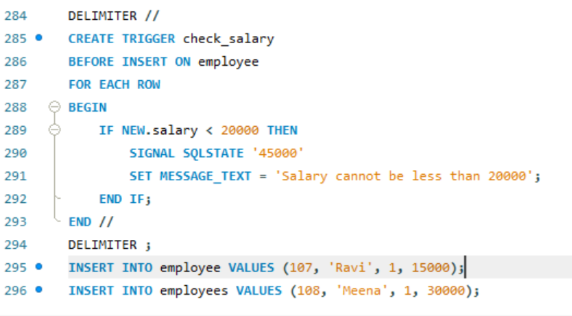 284 DELIMITER //
285 CREATE TRIGGER check_salary
286 BEFORE INSERT ON employee
287 FOR EACH ROW
288 BEGIN
289 IF NEW.salary < 20000 THEN
290 SIGNAL SQLSTATE '45000'
291 SET MESSAGE_TEXT = 'Salary cannot be less than 20000';
292 END IF;
293 END //
294 DELIMITER ;
295 INSERT INTO employee VALUES (107, 'Ravi', 1, 15000);
296 INSERT INTO employees VALUES (108, 'Meena', 1, 30000);